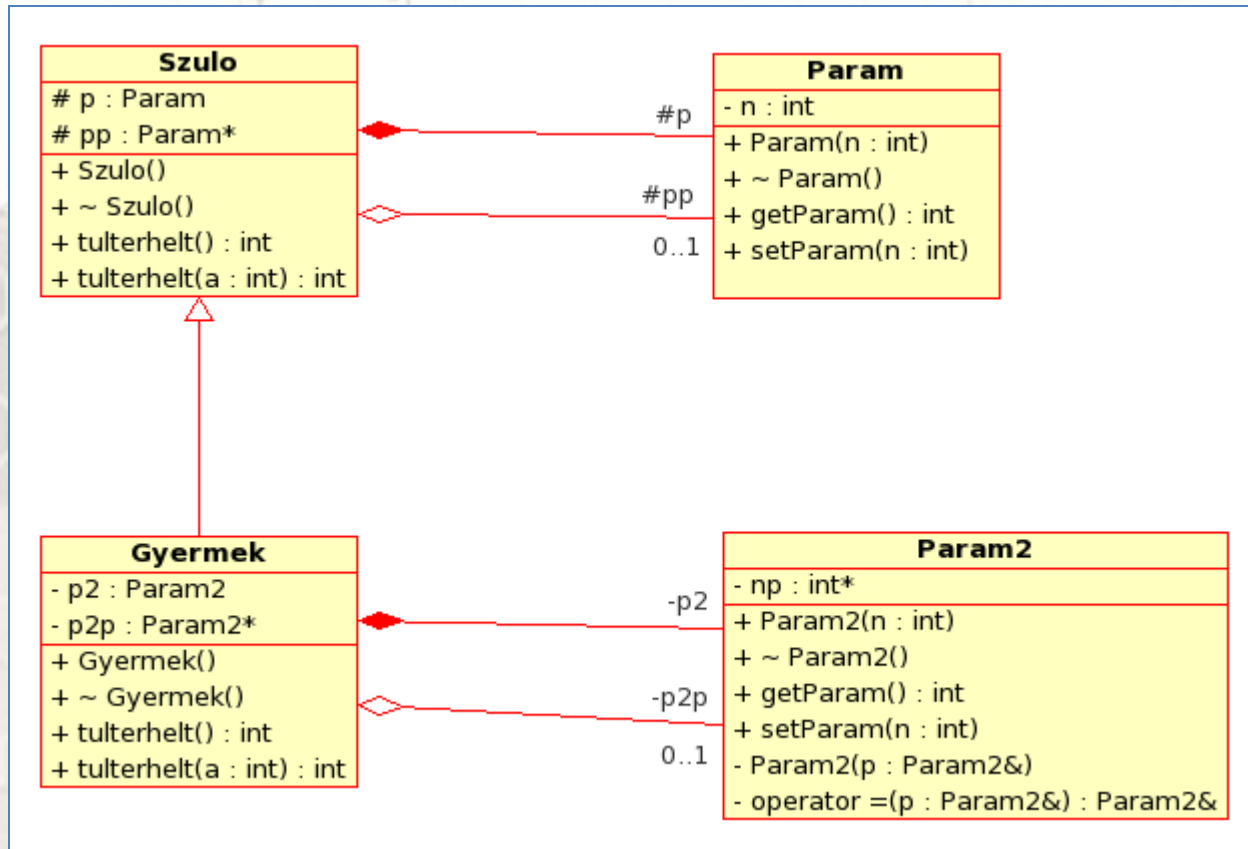 Szulo
# p : Param
# pp : Param*
+ Szulo()
+ ~ Szulo()
+ tulterhelt() : int
+ tulterhelt(a : int) : int
#p
#pp
0..1
Param
- n : int
+ Param(n : int)
+ ~ Param()
+ getParam() : int
+ setParam(n : int)
Gyermek
- p2 : Param2
- p2p : Param2*
+ Gyermek()
+ ~ Gyermek()
+ tulterhelt() : int
+ tulterhelt(a : int) : int
-p2
-p2p
0..1
Param2
- np : int*
+ Param2(n : int)
+ ~ Param2()
+ getParam() : int
+ setParam(n : int)
- Param2(p : Param2&)
- operator =(p : Param2&) : Param2&